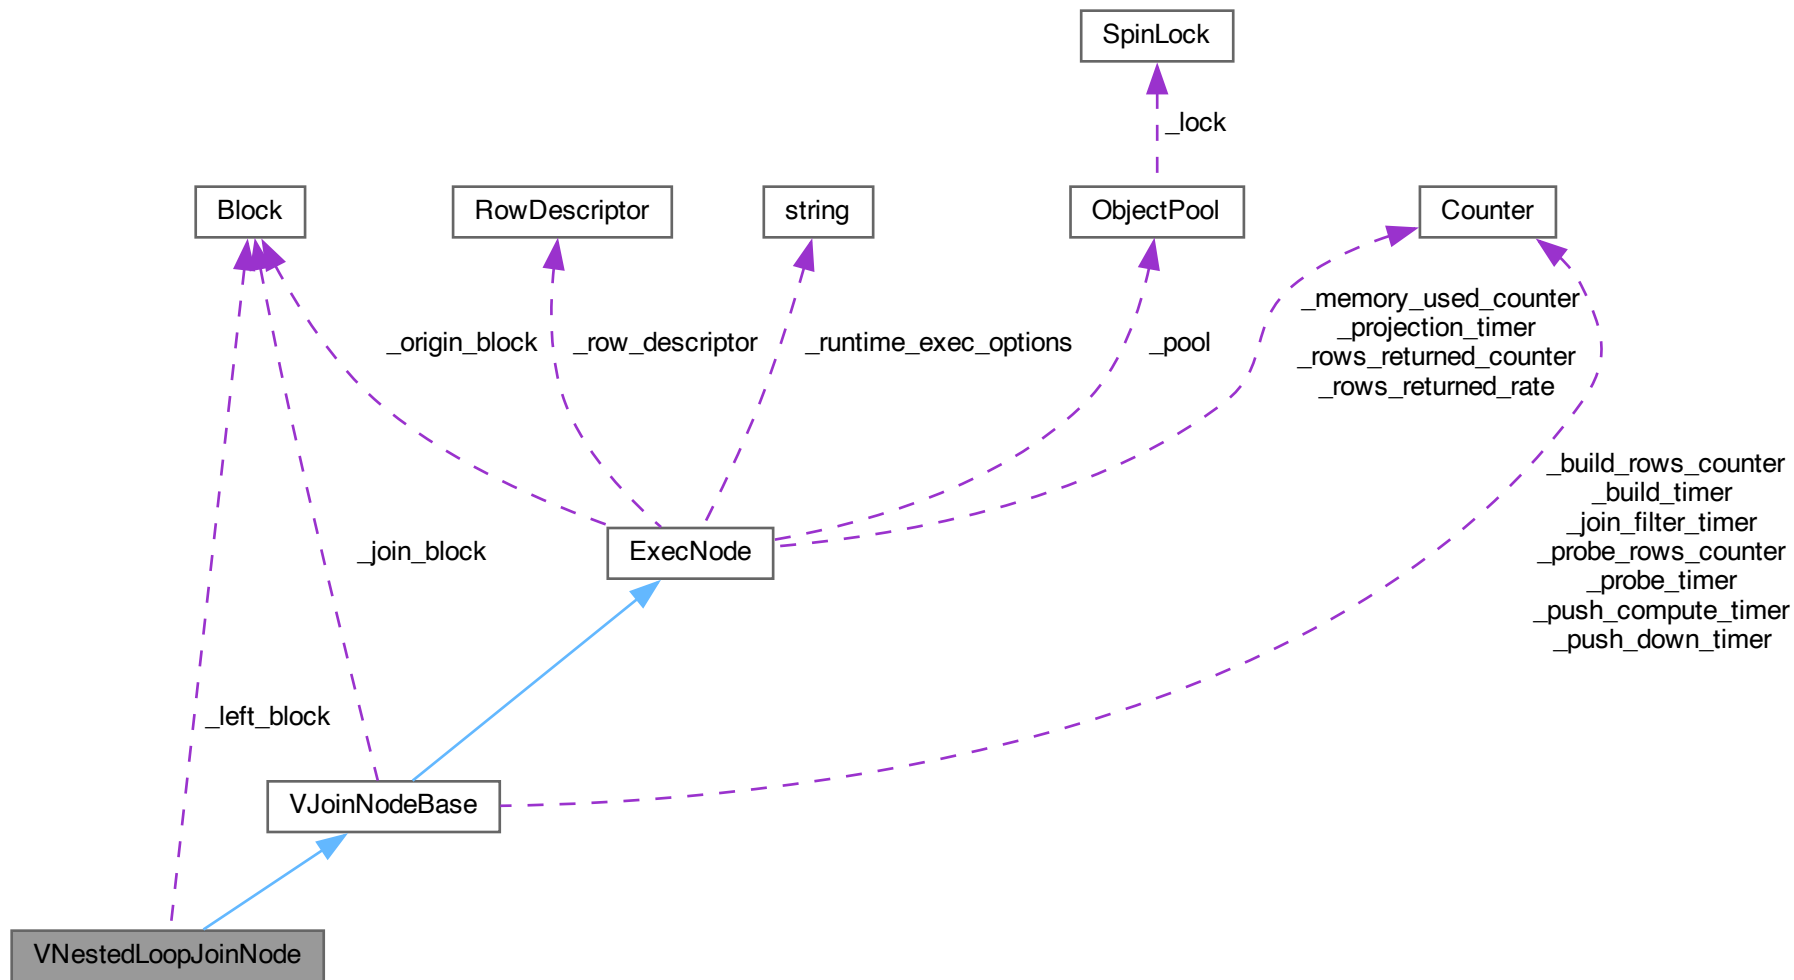 SpinLock
_lock
Block
RowDescriptor
string
ObjectPool
Counter
_origin_block
_row_descriptor
_runtime_exec_options
_pool
_memory_used_counter
_projection_timer
_rows_returned_counter
_rows_returned_rate
_build_rows_counter
_build_timer
_join_filter_timer
_probe_rows_counter
_probe_timer
_push_compute_timer
_push_down_timer
_join_block
ExecNode
_left_block
VJoinNodeBase
VNestedLoopJoinNode